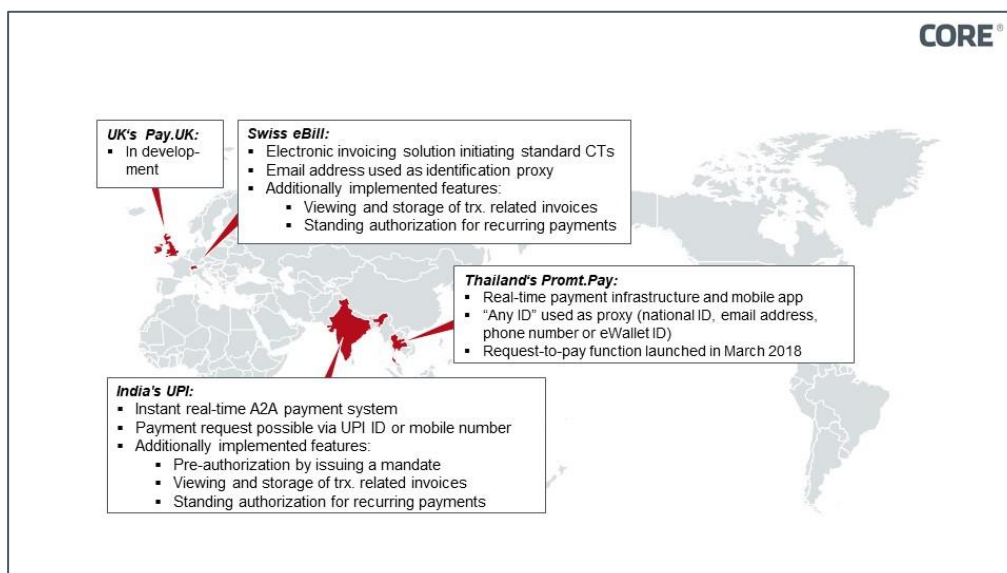 CORE®
UK‘s Pay.UK:
▪ In develop-
ment
Swiss eBill:
▪ Electronic invoicing solution initiating standard CTs
▪ Email address used as identification proxy
▪ Additionally implemented features:
▪ Viewing and storage of trx. related invoices
▪ Standing authorization for recurring payments
Thailand‘s Promt.Pay:
▪ Real-time payment infrastructure and mobile app
▪ “Any ID” used as proxy (national ID, email address,
phone number or eWallet ID)
▪ Request-to-pay function launched in March 2018
India’s UPI:
▪ Instant real-time A2A payment system
▪ Payment request possible via UPI ID or mobile number
▪ Additionally implemented features:
▪ Pre-authorization by issuing a mandate
▪ Viewing and storage of trx. related invoices
▪ Standing authorization for recurring payments